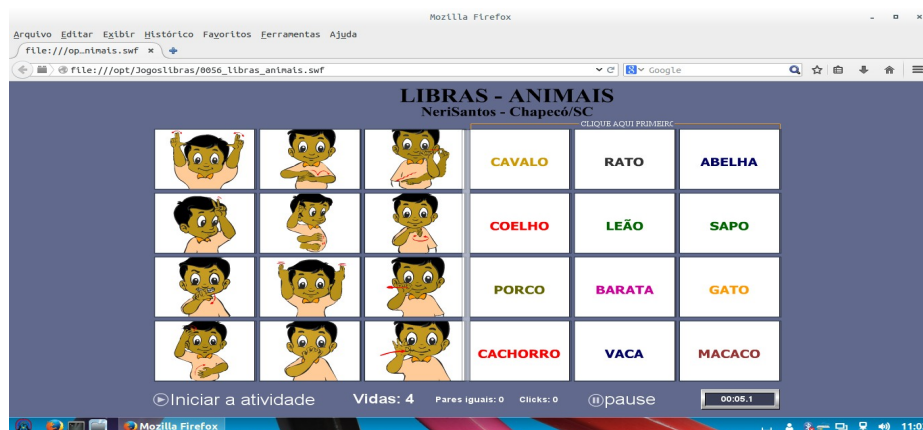 Mozilla Firefox
Arquivo Editar Exibir Histórico Favoritos Ferramentas Ajuda
file:///op…nimais.swf
file:///opt/Jogoslibras/0056_libras_animais.swf
Google
LIBRAS - ANIMAIS
NeriSantos - Chapecó/SC
CLIQUE AQUI PRIMEIRO
CAVALO RATO ABELHA
COELHO LEÃO SAPO
PORCO BARATA GATO
CACHORRO VACA MACACO
Iniciar a atividade Vidas: 4 Pares iguais: 0 Clicks: 0 pause 00:05.1
Mozilla Firefox